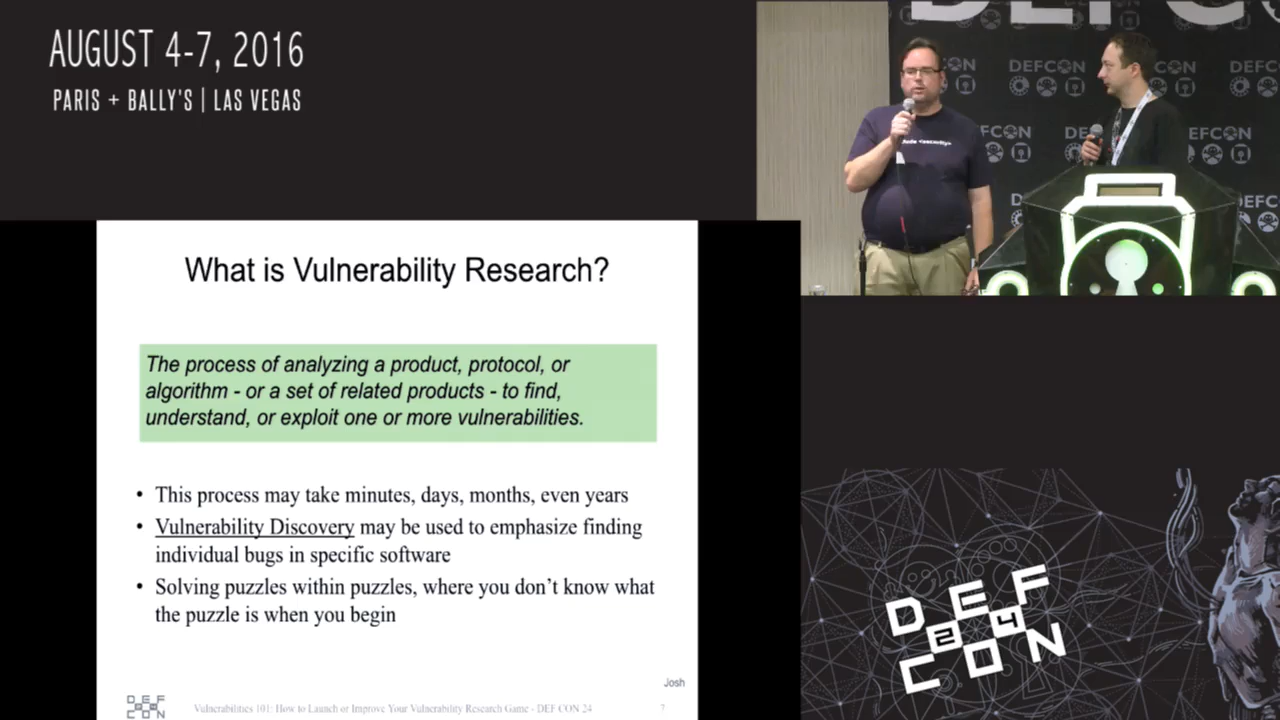 AUGUST 4-7, 2016
PARIS + BALLY'S | LAS VEGAS
DEFCON
DEFCON
DEFCON
DEFCON
What is Vulnerability Research?
The process of analyzing a product, protocol, or
algorithm - or a set of related products - to find,
understand, or exploit one or more vulnerabilities.
• This process may take minutes, days, months, even years
• Vulnerability Discovery may be used to emphasize finding
individual bugs in specific software
• Solving puzzles within puzzles, where you don't know what
the puzzle is when you begin
Josh
DEF
CON
Vulnerabilities 101: How to Launch or Improve Your Vulnerability Research Game - DEF CON 24
7
DEF
24
CON